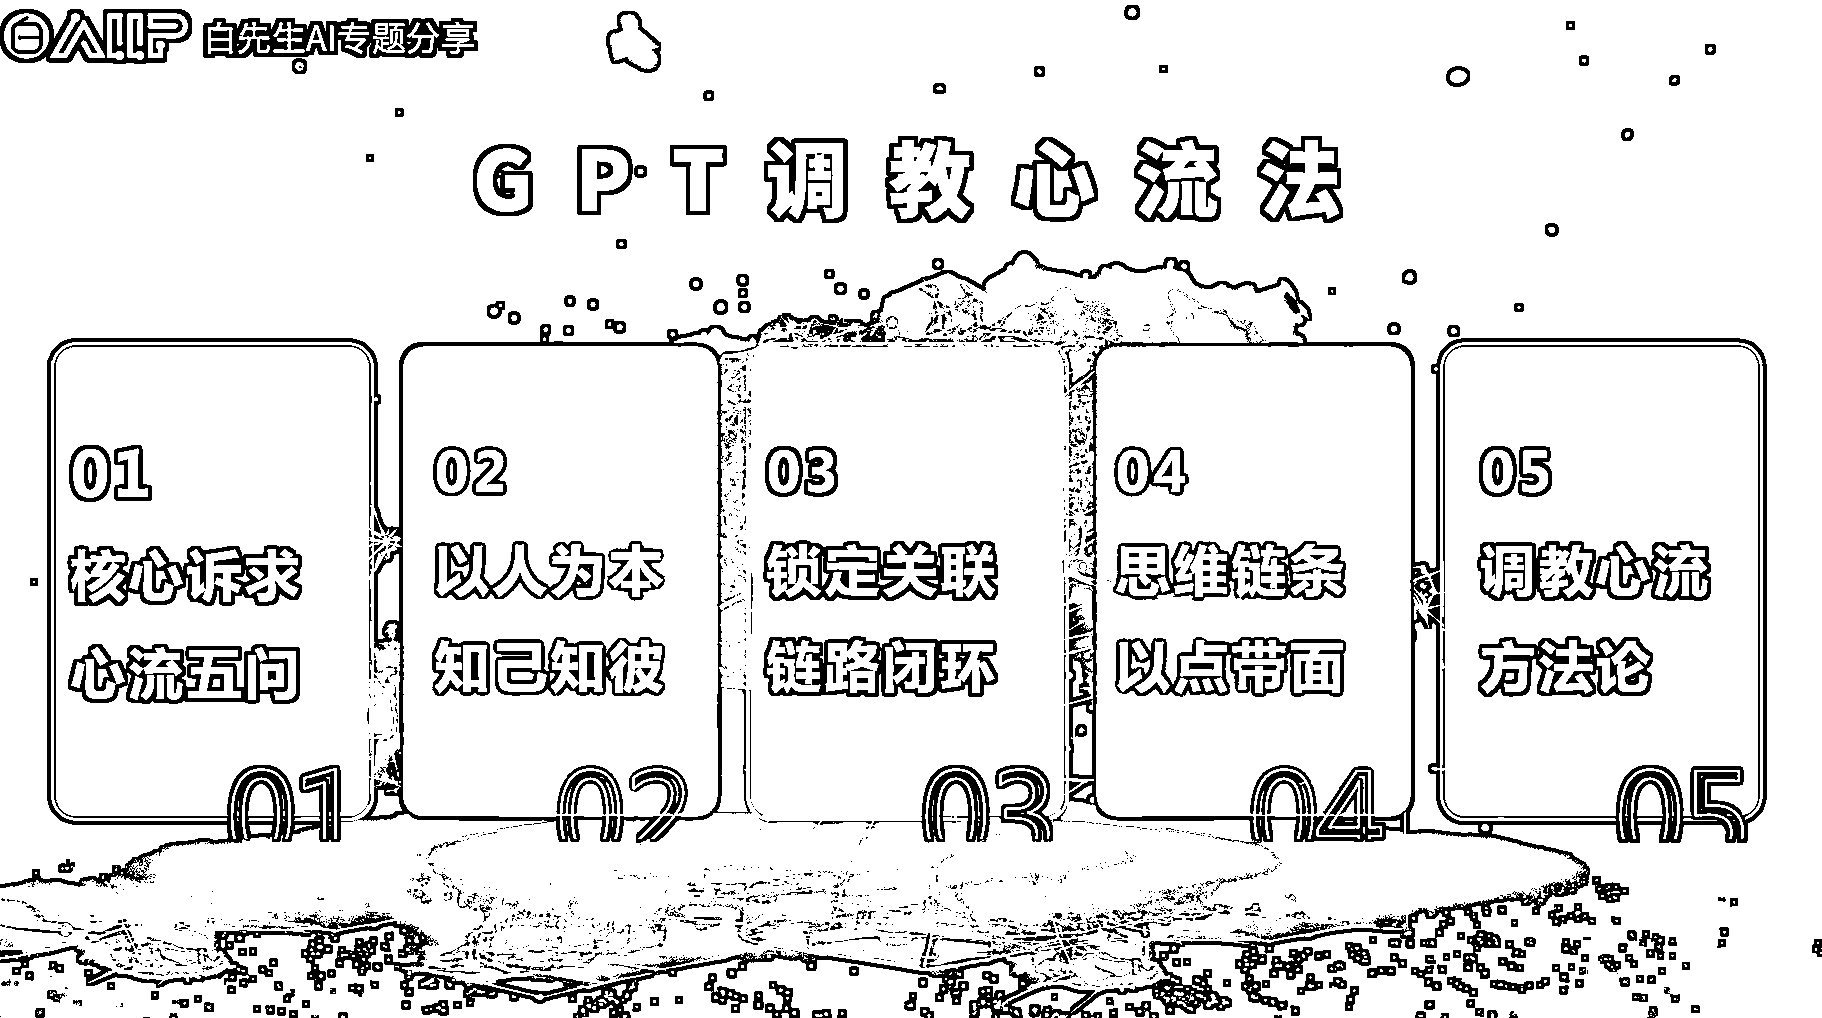 白先生AI专题分享
GPT调教心流法
01
核心诉求
心流五问
01
02
以人为本
知己知彼
02
03
锁定关联
链路闭环
03
04
思维链条
以点带面
04
05
调教心流
方法论
05